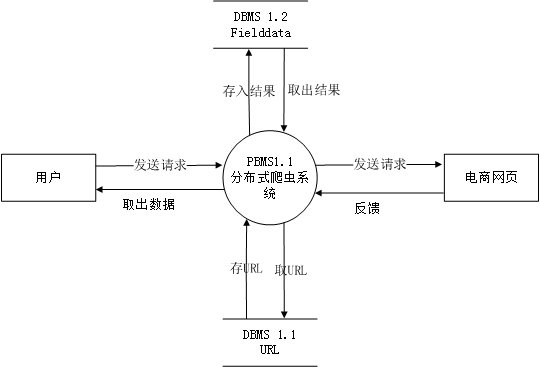 DBMS 1.2
Fielddata
存入结果
取出结果
发送请求
PBMS1.1
分布式爬虫系
统
发送请求
用户
电商网页
取出数据
反馈
存URL
取URL
DBMS 1.1
URL